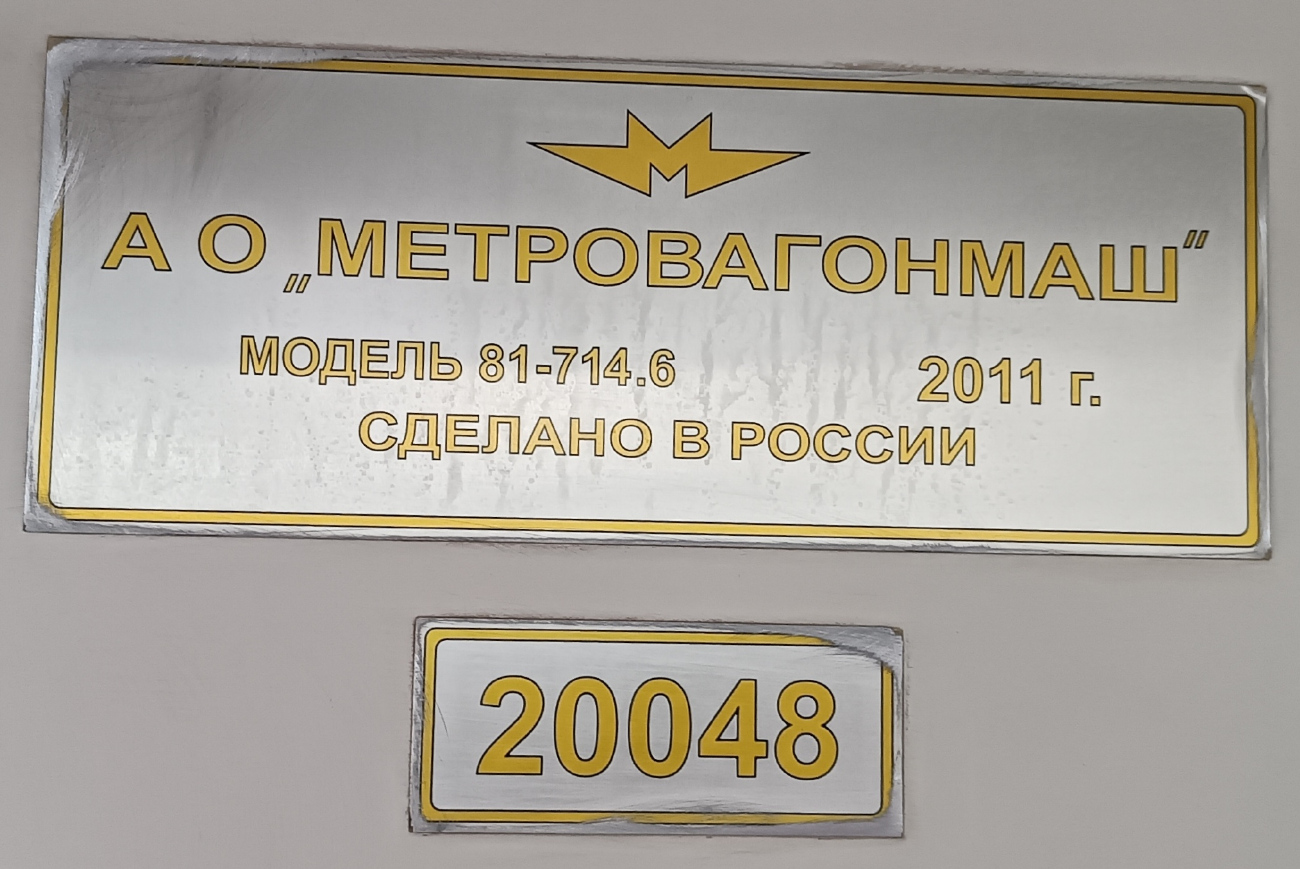 М
А О „МЕТРОВАГОНМАШ"
МОДЕЛЬ 81-714.6 2011 г.
СДЕЛАНО В РОССИИ
20048